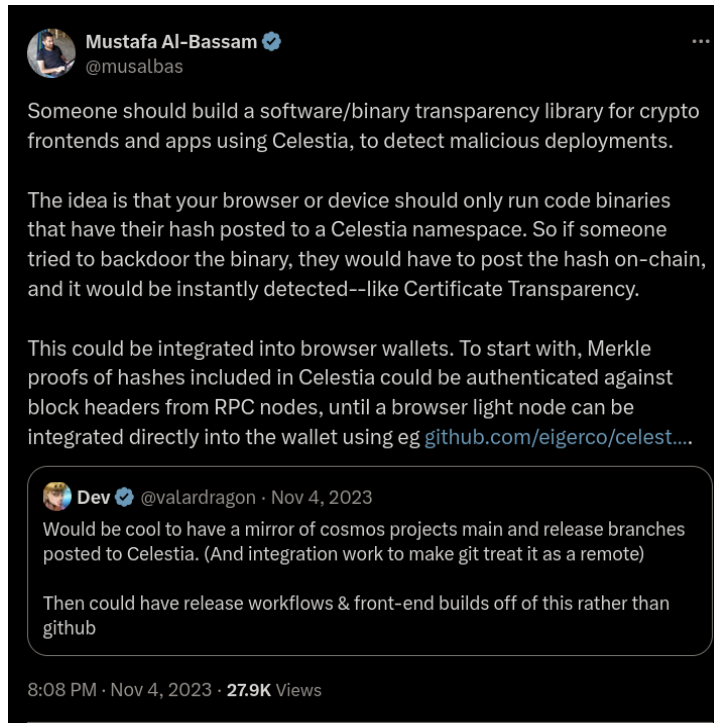 Mustafa Al-Bassam
@musalbas
Someone should build a software/binary transparency library for crypto
frontends and apps using Celestia, to detect malicious deployments.
The idea is that your browser or device should only run code binaries
that have their hash posted to a Celestia namespace. So if someone
tried to backdoor the binary, they would have to post the hash on-chain,
and it would be instantly detected--like Certificate Transparency.
This could be integrated into browser wallets. To start with, Merkle
proofs of hashes included in Celestia could be authenticated against
block headers from RPC nodes, until a browser light node can be
integrated directly into the wallet using eg github.com/eigerco/celest….
Dev @valardragon · Nov 4, 2023
Would be cool to have a mirror of cosmos projects main and release branches
posted to Celestia. (And integration work to make git treat it as a remote)
Then could have release workflows & front-end builds off of this rather than
github
8:08 PM · Nov 4, 2023 · 27.9K Views